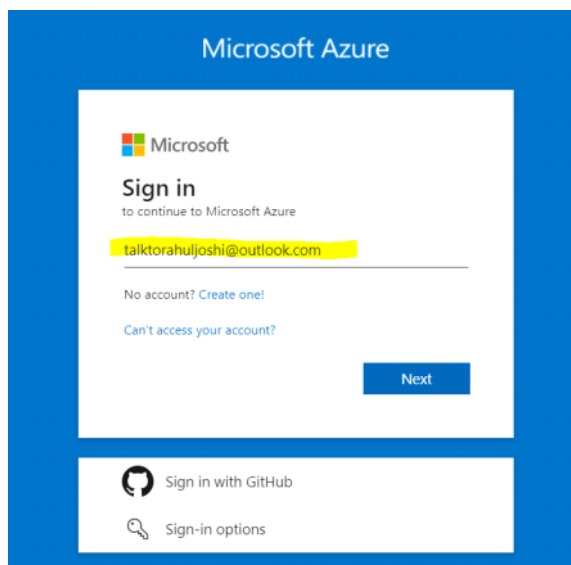 Microsoft Azure
Microsoft
Sign in
to continue to Microsoft Azure
talktorahuljoshi@outlook.com
No account? Create one!
Can't access your account?
Next
Sign in with GitHub
Sign-in options